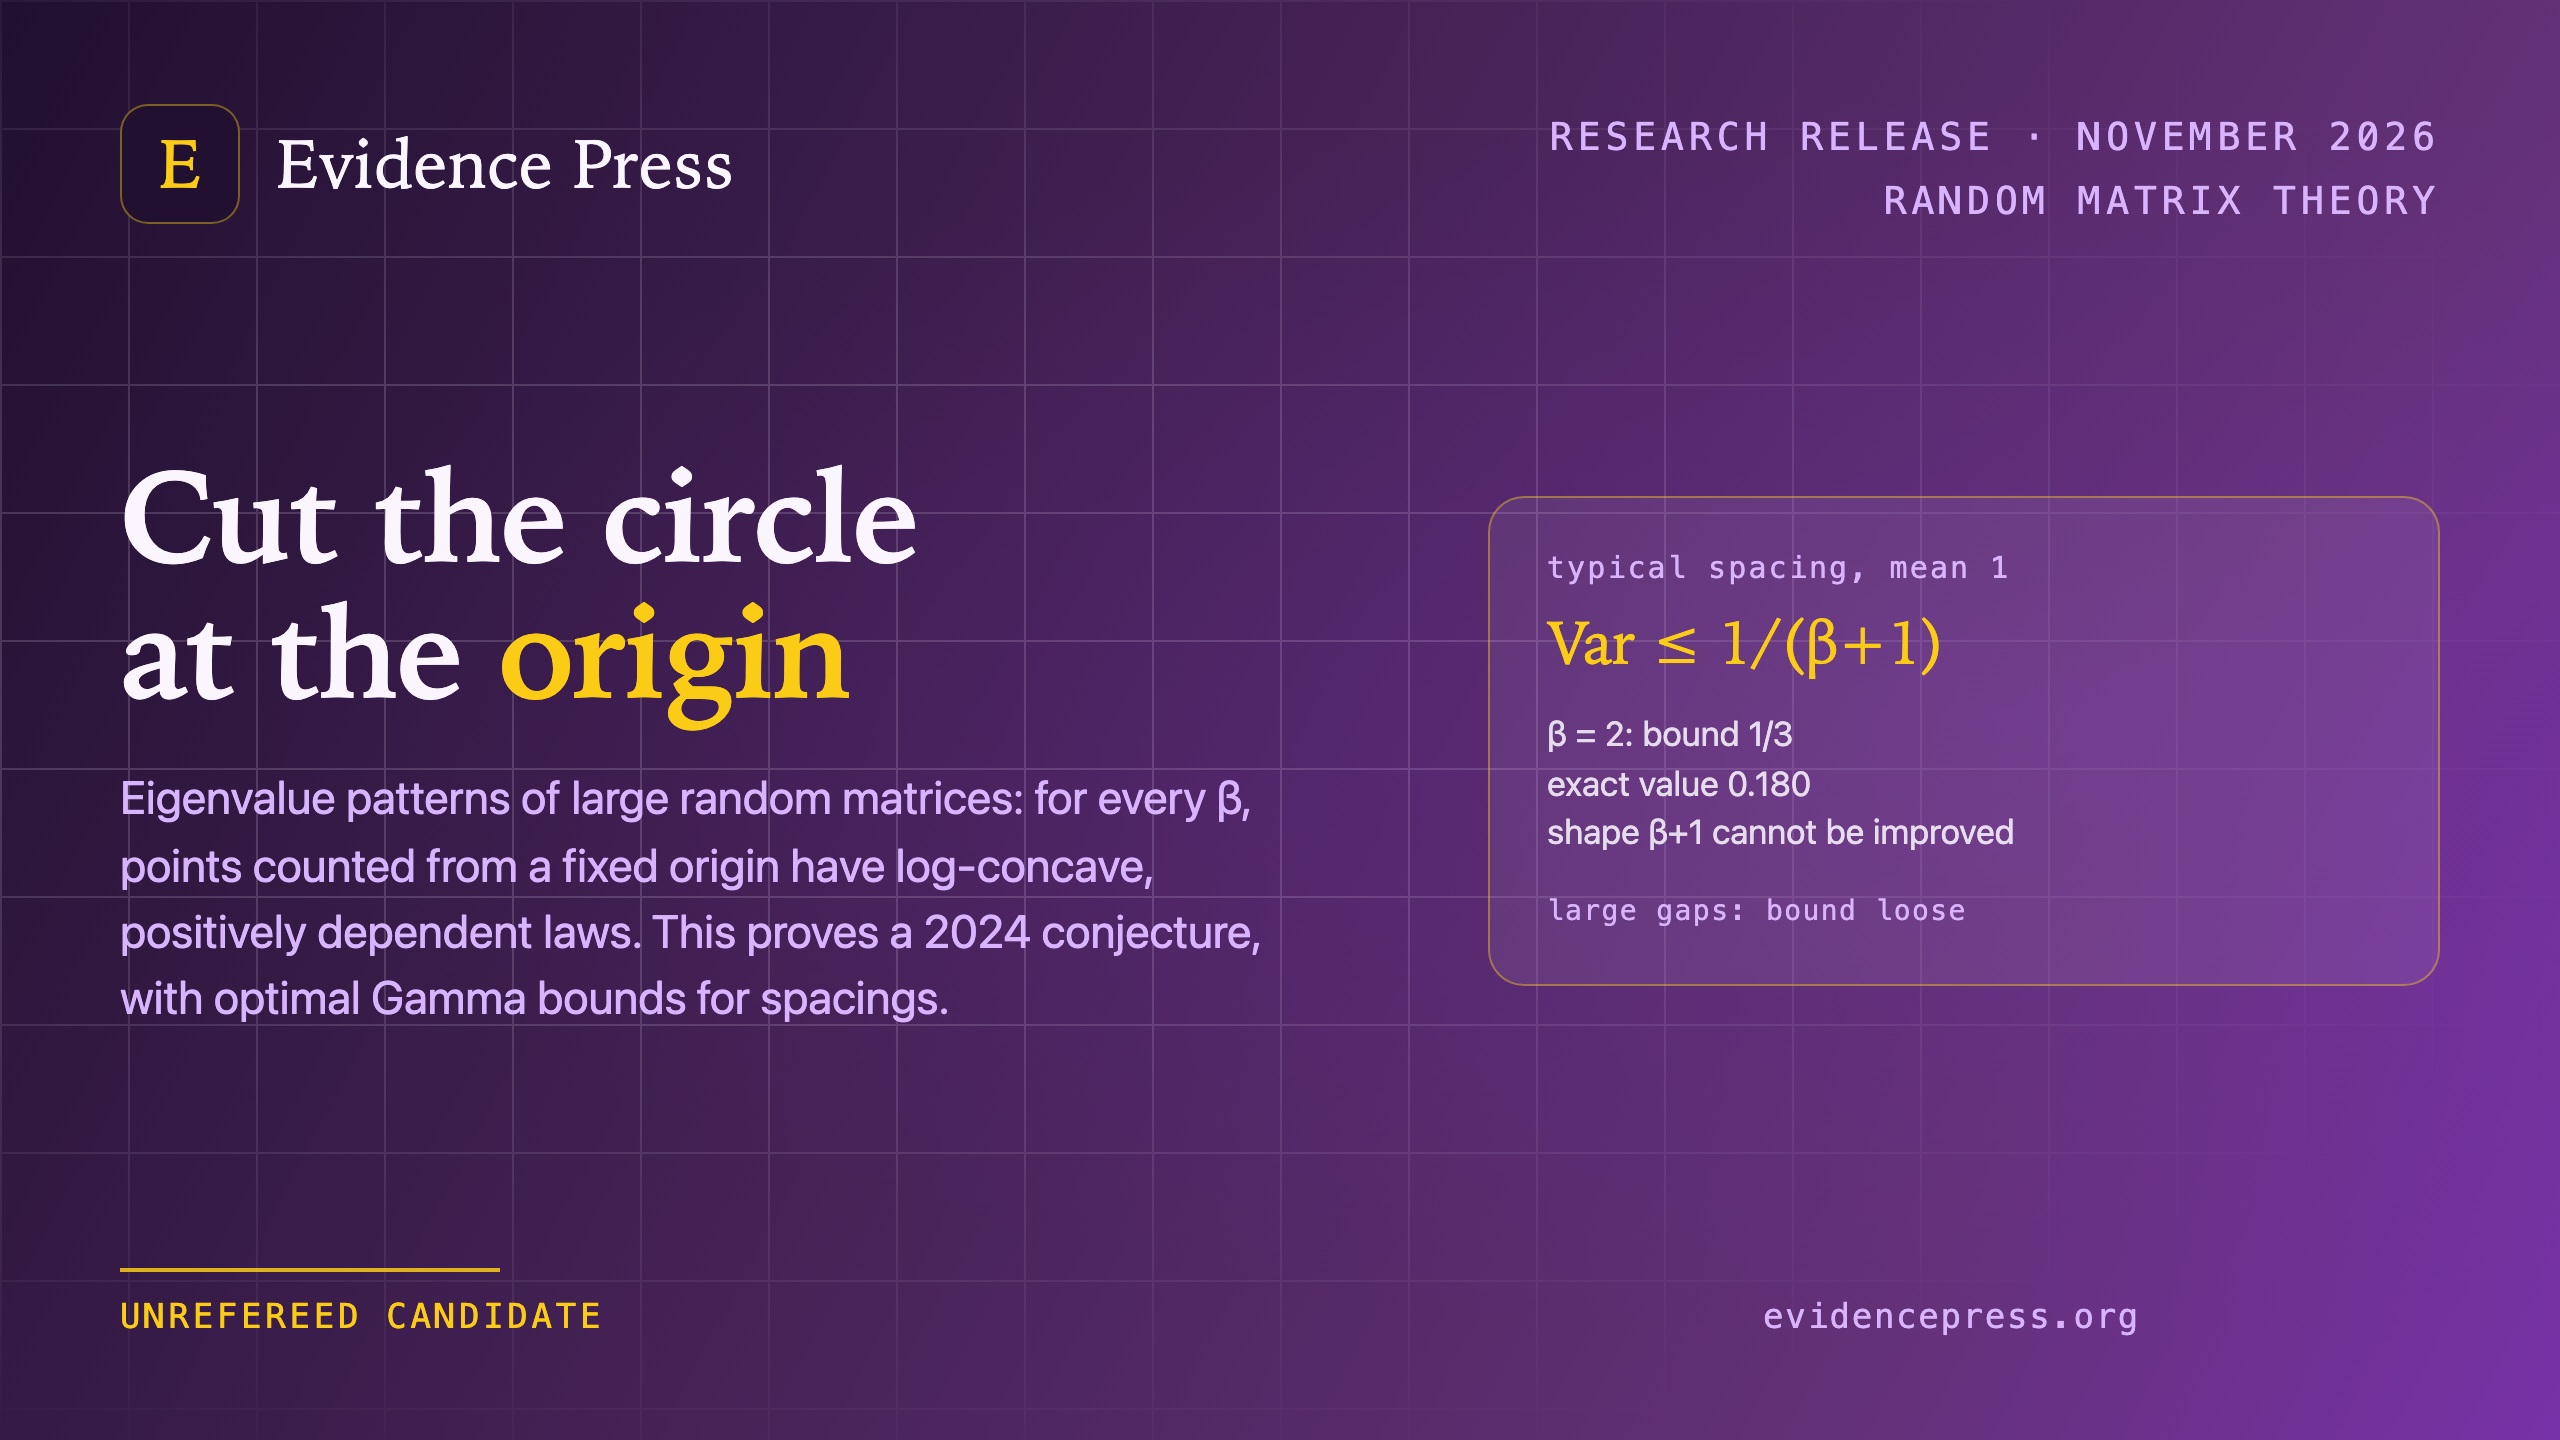 E
Evidence Press
RESEARCH RELEASE · NOVEMBER 2026
RANDOM MATRIX THEORY
Cut the circle
at the origin
Eigenvalue patterns of large random matrices: for every β,
points counted from a fixed origin have log-concave,
positively dependent laws. This proves a 2024 conjecture,
with optimal Gamma bounds for spacings.
typical spacing, mean 1
Var ≤ 1/(β+1)
β = 2: bound 1/3
exact value 0.180
shape β+1 cannot be improved
large gaps: bound loose
UNREFEREED CANDIDATE
evidencepress.org